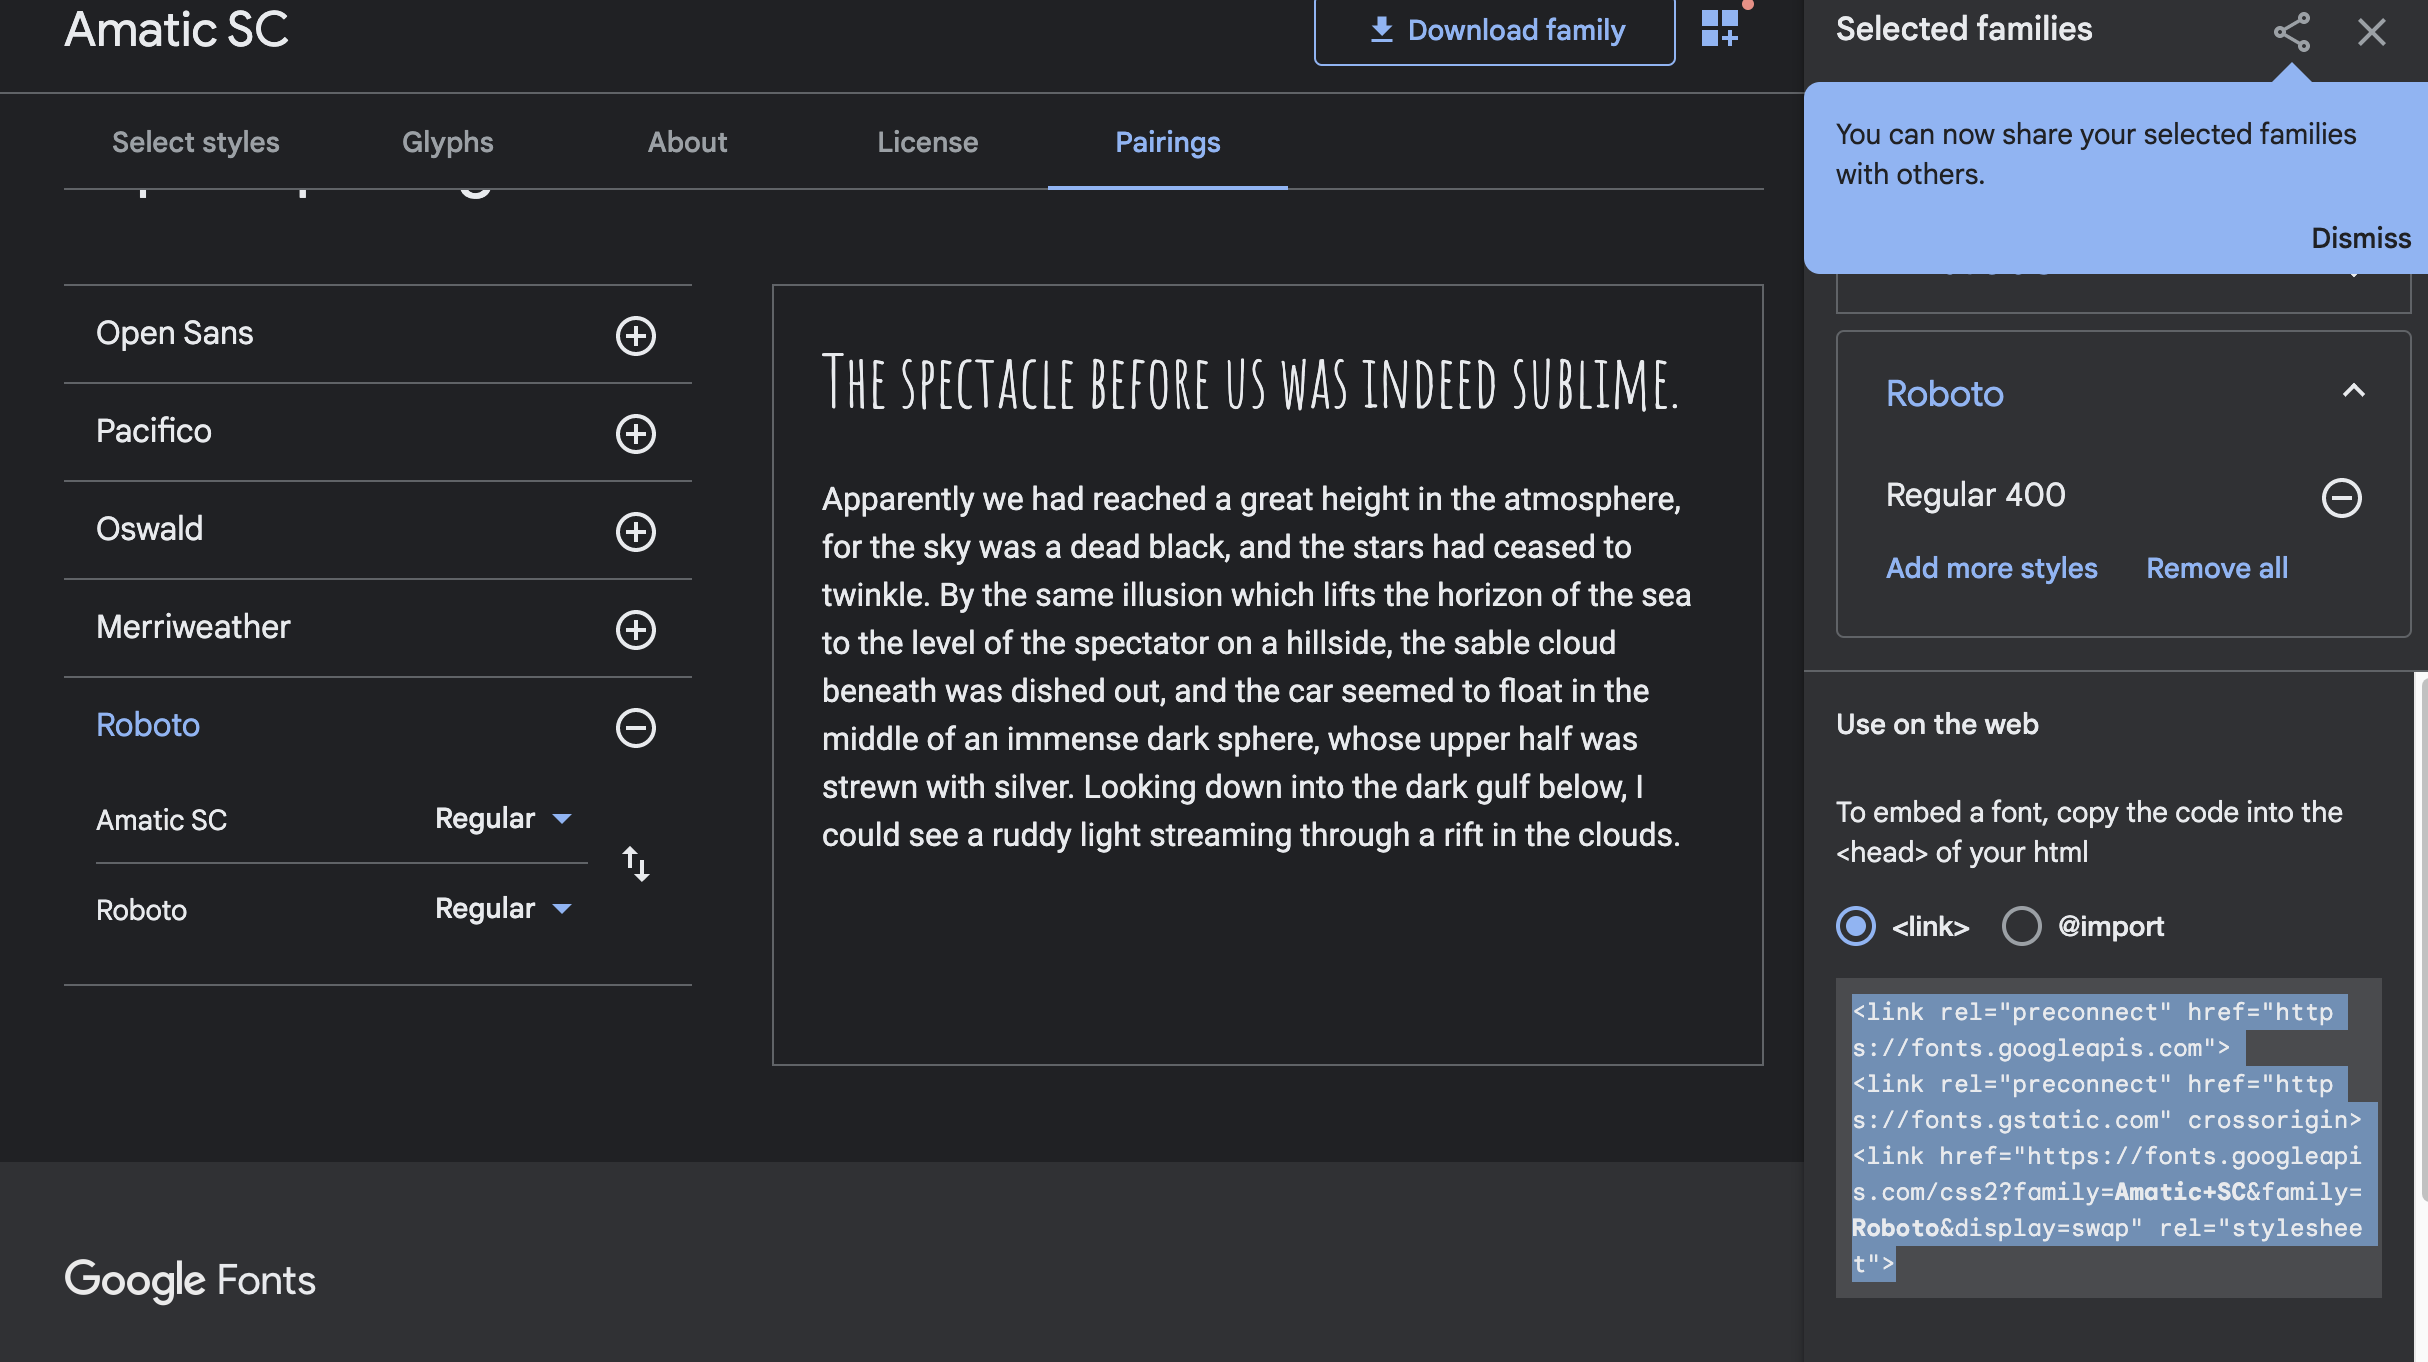 Amatic SC
Download family
Select styles
Glyphs
About
License
Pairings
Open Sans
Pacifico
Oswald
Merriweather
Roboto
Amatic SC
Regular
Roboto
Regular
The spectacle before us was indeed sublime.
Apparently we had reached a great height in the atmosphere,
for the sky was a dead black, and the stars had ceased to
twinkle. By the same illusion which lifts the horizon of the sea
to the level of the spectator on a hillside, the sable cloud
beneath was dished out, and the car seemed to float in the
middle of an immense dark sphere, whose upper half was
strewn with silver. Looking down into the dark gulf below, I
could see a ruddy light streaming through a rift in the clouds.
Google Fonts
Selected families
You can now share your selected families
with others.
Dismiss
Roboto
Regular 400
Add more styles
Remove all
Use on the web
To embed a font, copy the code into the
<head> of your html
<link>
@import
<link rel="preconnect" href="http
s://fonts.googleapis.com">
<link rel="preconnect" href="http
s://fonts.gstatic.com" crossorigin>
<link href="https://fonts.googleapi
s.com/css2?family=Amatic+SC&family=
Roboto&display=swap" rel="styleshee
t">